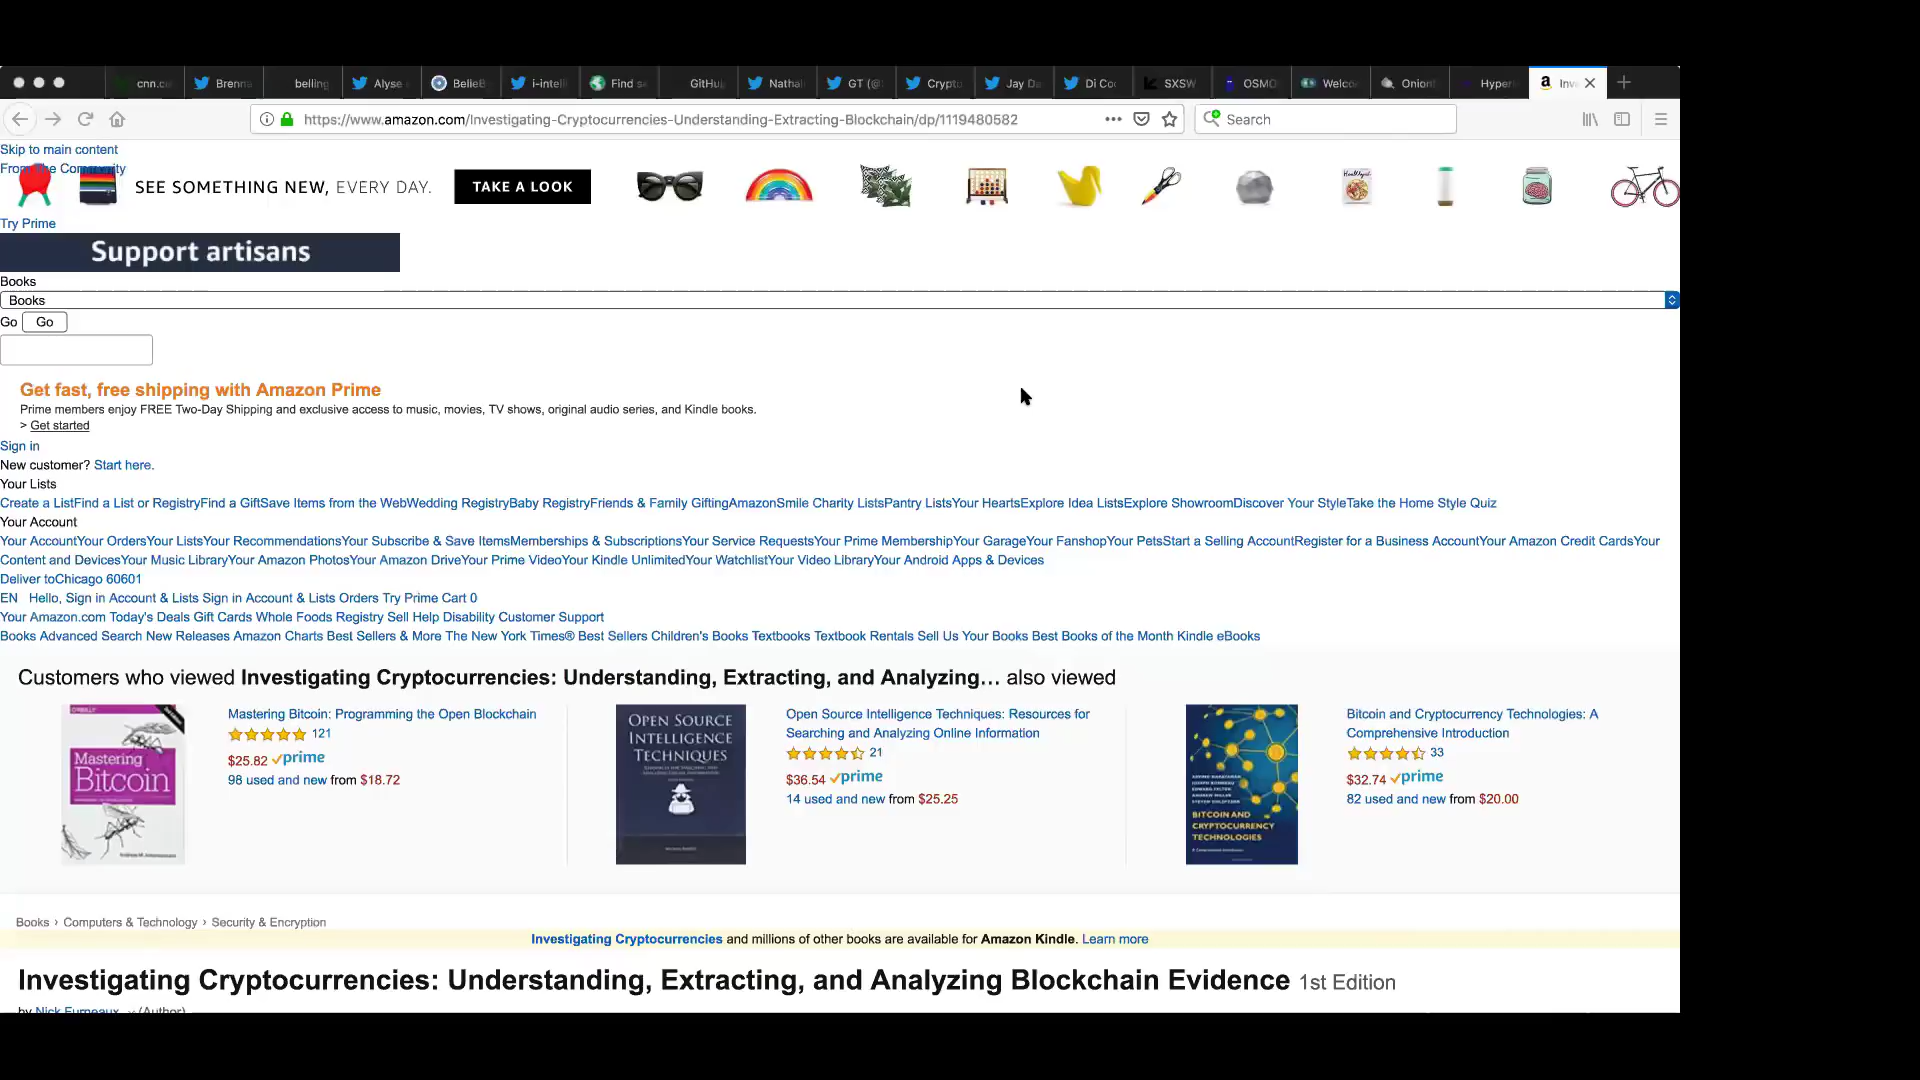 cnn.c
Brenna
belling
Alyse
BelieB
i-intelli
Find s
GitHu
Natha
GT (@
Crypto
Jay Da
Di Co
SXSW
OSMO
Welco
Onion
Hyper
Inv
https://www.amazon.com/Investigating-Cryptocurrencies-Understanding-Extracting-Blockchain/dp/1119480582
Search
Skip to main content
From the Community
SEE SOMETHING NEW, EVERY DAY.
TAKE A LOOK
Try Prime
Support artisans
Books
Books
Go Go
Get fast, free shipping with Amazon Prime
Prime members enjoy FREE Two-Day Shipping and exclusive access to music, movies, TV shows, original audio series, and Kindle books.
> Get started
Sign in
New customer? Start here.
Your Lists
Create a ListFind a List or RegistryFind a GiftSave Items from the WebWedding RegistryBaby RegistryFriends & Family GiftingAmazonSmile Charity ListsPantry ListsYour HeartsExplore Idea ListsExplore ShowroomDiscover Your StyleTake the Home Style Quiz
Your Account
Your AccountYour OrdersYour ListsYour RecommendationsYour Subscribe & Save ItemsMemberships & SubscriptionsYour Service RequestsYour Prime MembershipYour GarageYour FanshopYour PetsStart a Selling AccountRegister for a Business AccountYour Amazon Credit CardsYour
Content and DevicesYour Music LibraryYour Amazon PhotosYour Amazon DriveYour Prime VideoYour Kindle UnlimitedYour WatchlistYour Video LibraryYour Android Apps & Devices
Deliver toChicago 60601
EN Hello, Sign in Account & Lists Sign in Account & Lists Orders Try Prime Cart 0
Your Amazon.com Today's Deals Gift Cards Whole Foods Registry Sell Help Disability Customer Support
Books Advanced Search New Releases Amazon Charts Best Sellers & More The New York Times® Best Sellers Children's Books Textbooks Textbook Rentals Sell Us Your Books Best Books of the Month Kindle eBooks
Customers who viewed Investigating Cryptocurrencies: Understanding, Extracting, and Analyzing… also viewed
Mastering
Bitcoin
Mastering Bitcoin: Programming the Open Blockchain
121
$25.82 prime
98 used and new from $18.72
OPEN SOURCE
INTELLIGENCE
TECHNIQUES
Open Source Intelligence Techniques: Resources for
Searching and Analyzing Online Information
21
$36.54 prime
14 used and new from $25.25
BITCOIN AND
CRYPTOCURRENCY
TECHNOLOGIES
Bitcoin and Cryptocurrency Technologies: A
Comprehensive Introduction
33
$32.74 prime
82 used and new from $20.00
Books › Computers & Technology › Security & Encryption
Investigating Cryptocurrencies and millions of other books are available for Amazon Kindle. Learn more
Investigating Cryptocurrencies: Understanding, Extracting, and Analyzing Blockchain Evidence 1st Edition
by Nick Furneaux (Author)